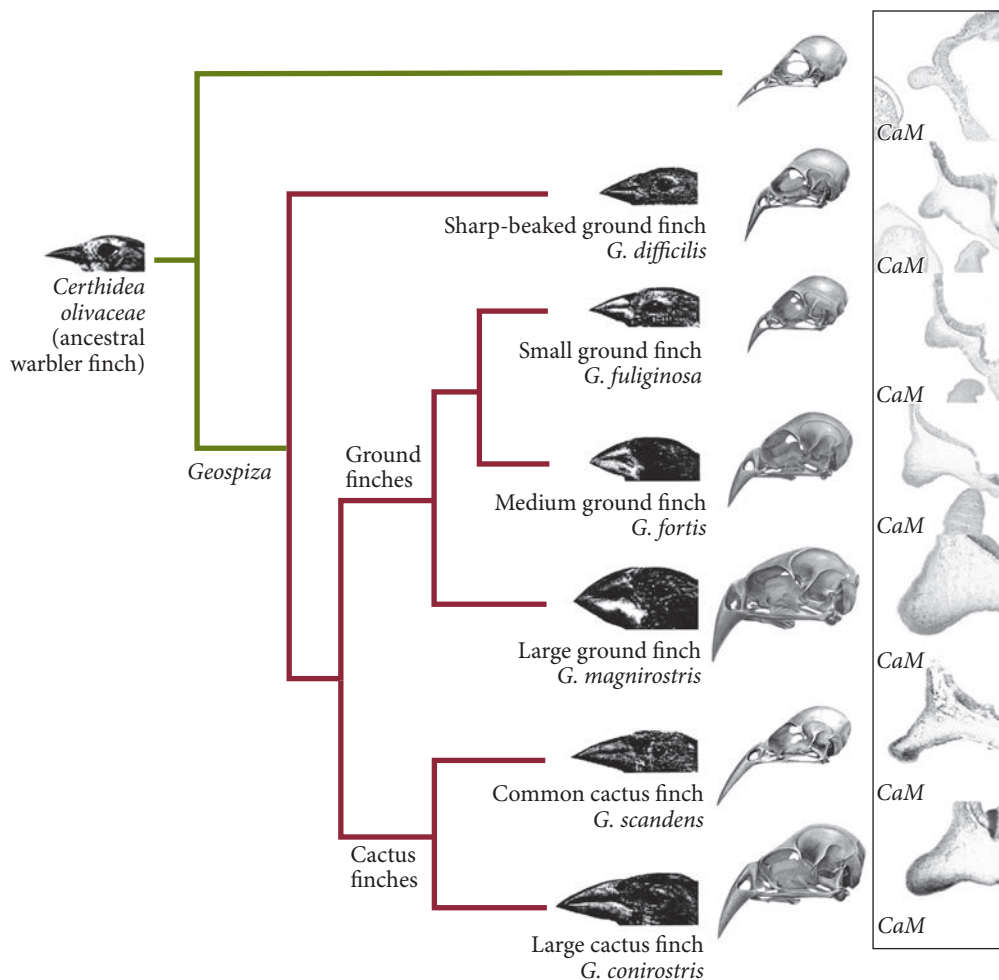 CaM
Sharp-beaked ground finch
G. difficilis
CaM
Certhidea
olivaceae
(ancestral
warbler finch)
Small ground finch
G. fuliginosa
CaM
Geospiza
Ground
finches
Medium ground finch
G. fortis
CaM
Large ground finch
G. magnirostris
CaM
Common cactus finch
G. scandens
CaM
Cactus
finches
Large cactus finch
G. conirostris
CaM